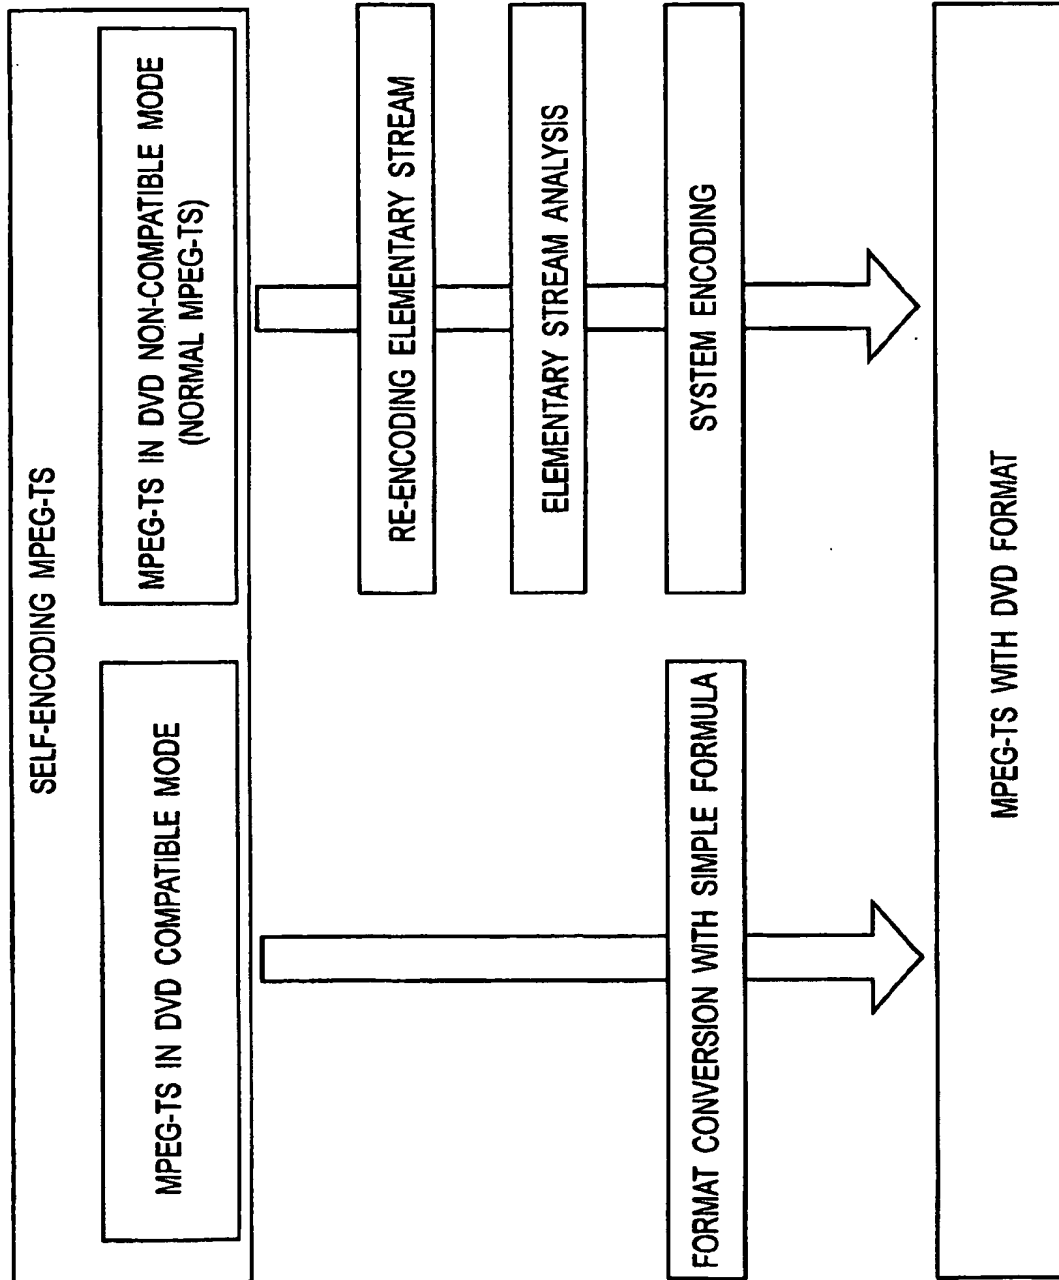 SELF-ENCODING MPEG-TS
MPEG-TS IN DVD COMPATIBLE MODE
MPEG-TS IN DVD NON-COMPATIBLE MODE
(NORMAL MPEG-TS)
RE-ENCODING ELEMENTARY STREAM
ELEMENTARY STREAM ANALYSIS
FORMAT CONVERSION WITH SIMPLE FORMULA
SYSTEM ENCODING
MPEG-TS WITH DVD FORMAT